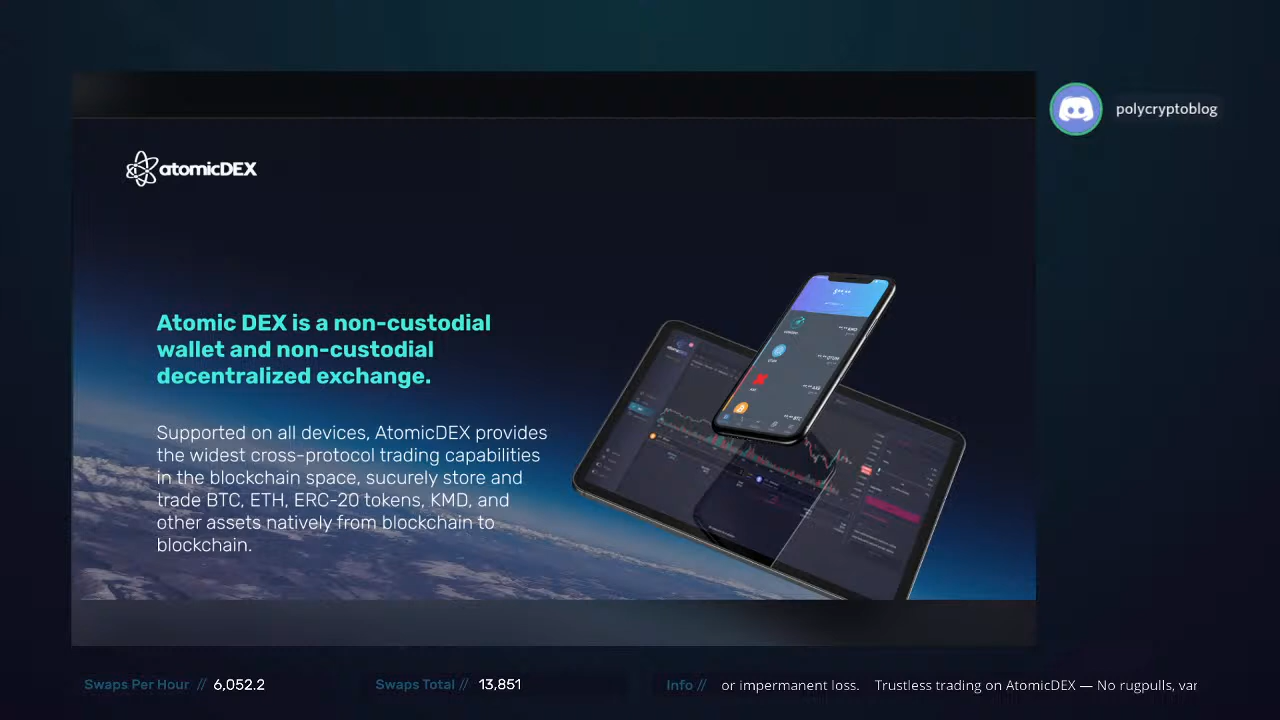 polycryptoblog
atomicDEX
Atomic DEX is a non-custodial
wallet and non-custodial
decentralized exchange.
Supported on all devices, AtomicDEX provides
the widest cross-protocol trading capabilities
in the blockchain space, sucurely store and
trade BTC, ETH, ERC-20 tokens, KMD, and
other assets natively from blockchain to
blockchain.
Swaps Per Hour // 6,052.2
Swaps Total // 13,851
Info // or impermanent loss. Trustless trading on AtomicDEX — No rugpulls, var